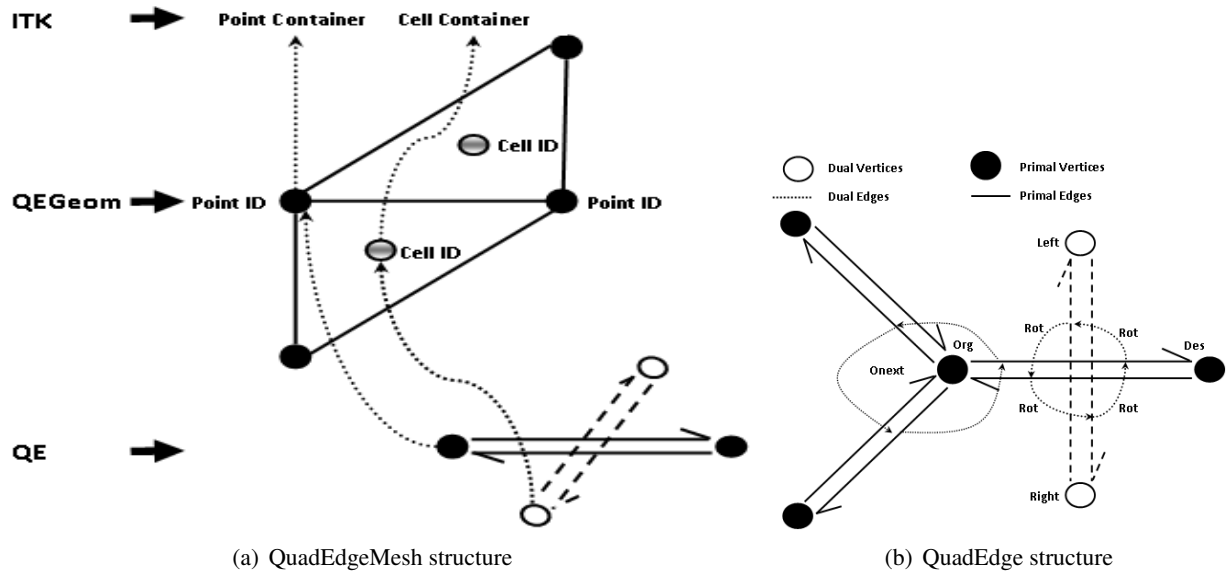 ITK
Point Container
Cell Container
Cell ID
QEGeom
Point ID
Point ID
Cell ID
QE
(a) QuadEdgeMesh structure
Dual Vertices
Primal Vertices
Dual Edges
Primal Edges
Left
Rot
Rot
Org
Des
Onext
Rot
Rot
Right
(b) QuadEdge structure